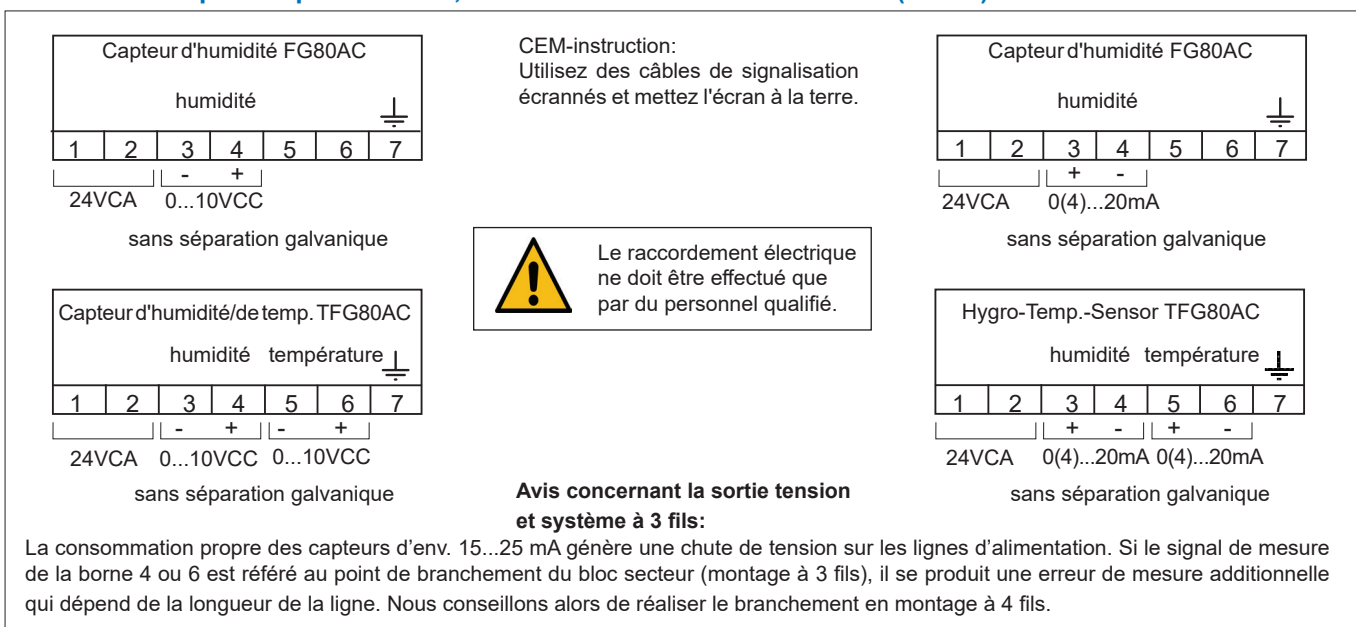 Capteur d'humidité FG80AC
humidité
1 2 3 4 5 6 7
- +
24VCA 0...10VCC
sans séparation galvanique
CEM-instruction:
Utilisez des câbles de signalisation
écrannés et mettez l'écran à la terre.
Capteur d'humidité FG80AC
humidité
1 2 3 4 5 6 7
+ -
24VCA 0(4)...20mA
sans séparation galvanique
Le raccordement électrique
ne doit être effectué que
par du personnel qualifié.
Capteur d'humidité/de temp. TFG80AC
humidité température
1 2 3 4 5 6 7
- + - +
24VCA 0...10VCC 0...10VCC
sans séparation galvanique
Hygro-Temp.-Sensor TFG80AC
humidité température
1 2 3 4 5 6 7
+ - + -
24VCA 0(4)...20mA 0(4)...20mA
sans séparation galvanique
Avis concernant la sortie tension
et système à 3 fils:
La consommation propre des capteurs d'env. 15...25 mA génère une chute de tension sur les lignes d'alimentation. Si le signal de mesure
de la borne 4 ou 6 est référé au point de branchement du bloc secteur (montage à 3 fils), il se produit une erreur de mesure additionnelle
qui dépend de la longueur de la ligne. Nous conseillons alors de réaliser le branchement en montage à 4 fils.